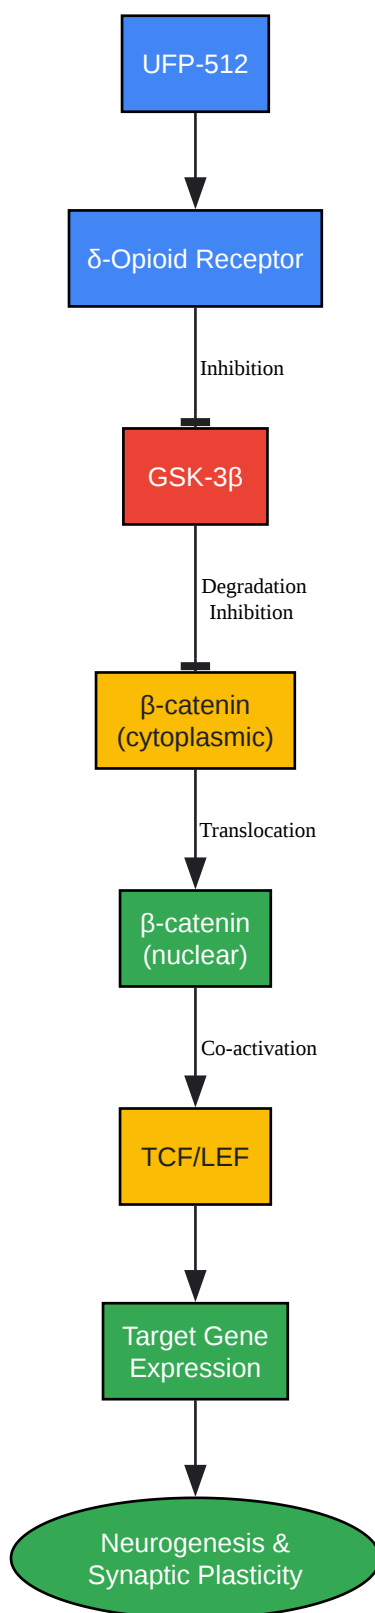 UFP-512
δ-Opioid Receptor
Inhibition
GSK-3β
Degradation
Inhibition
β-catenin
(cytoplasmic)
Translocation
β-catenin
(nuclear)
Co-activation
TCF/LEF
Target Gene
Expression
Neurogenesis &
Synaptic Plasticity